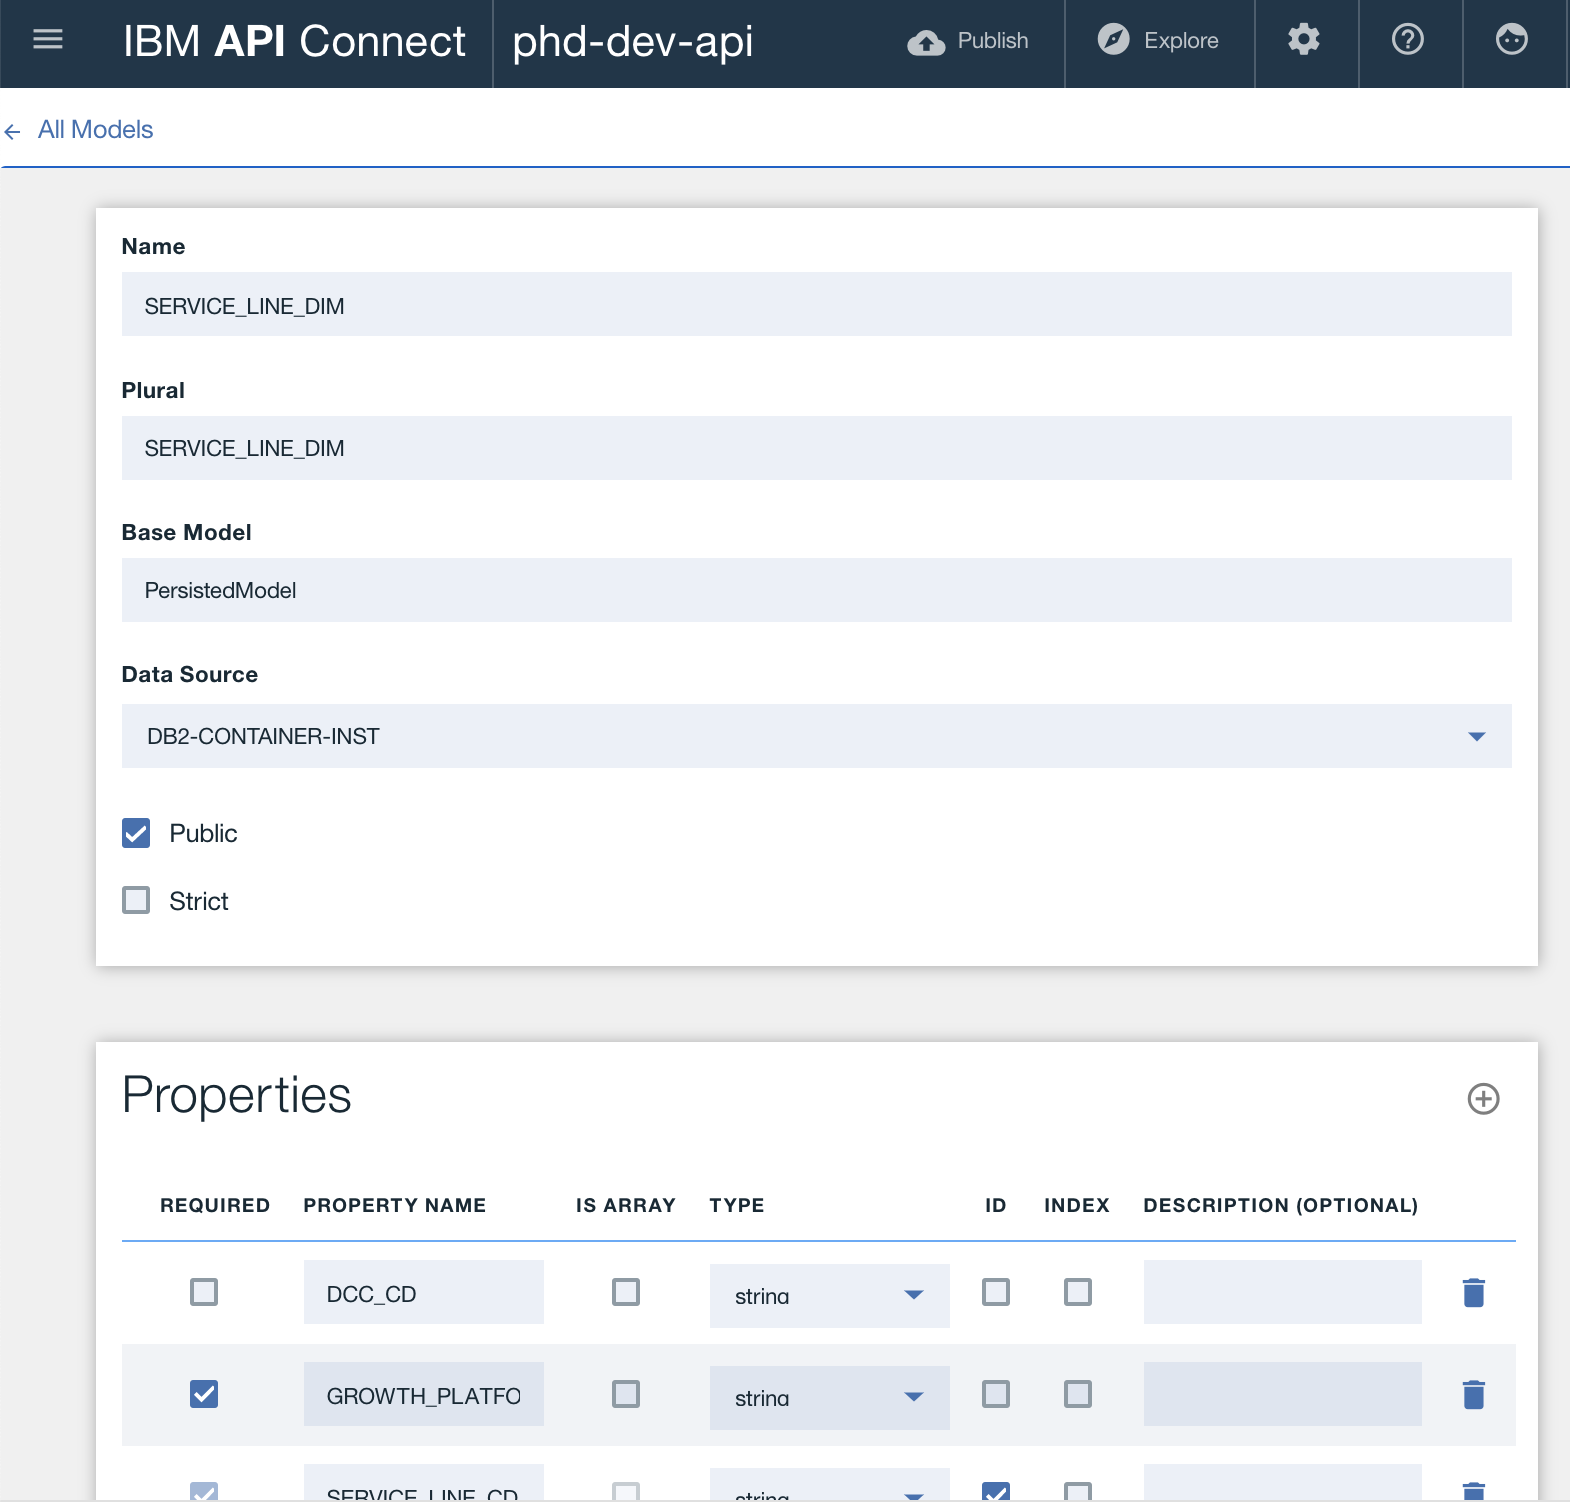 IBM API Connect phd-dev-api Publish Explore
All Models
Name
SERVICE_LINE_DIM
Plural
SERVICE_LINE_DIM
Base Model
PersistedModel
Data Source
DB2-CONTAINER-INST
Public
Strict
Properties
REQUIRED PROPERTY NAME IS ARRAY TYPE ID INDEX DESCRIPTION (OPTIONAL)
DCC_CD string
GROWTH_PLATFO string
SERVICE_LINE_CD string